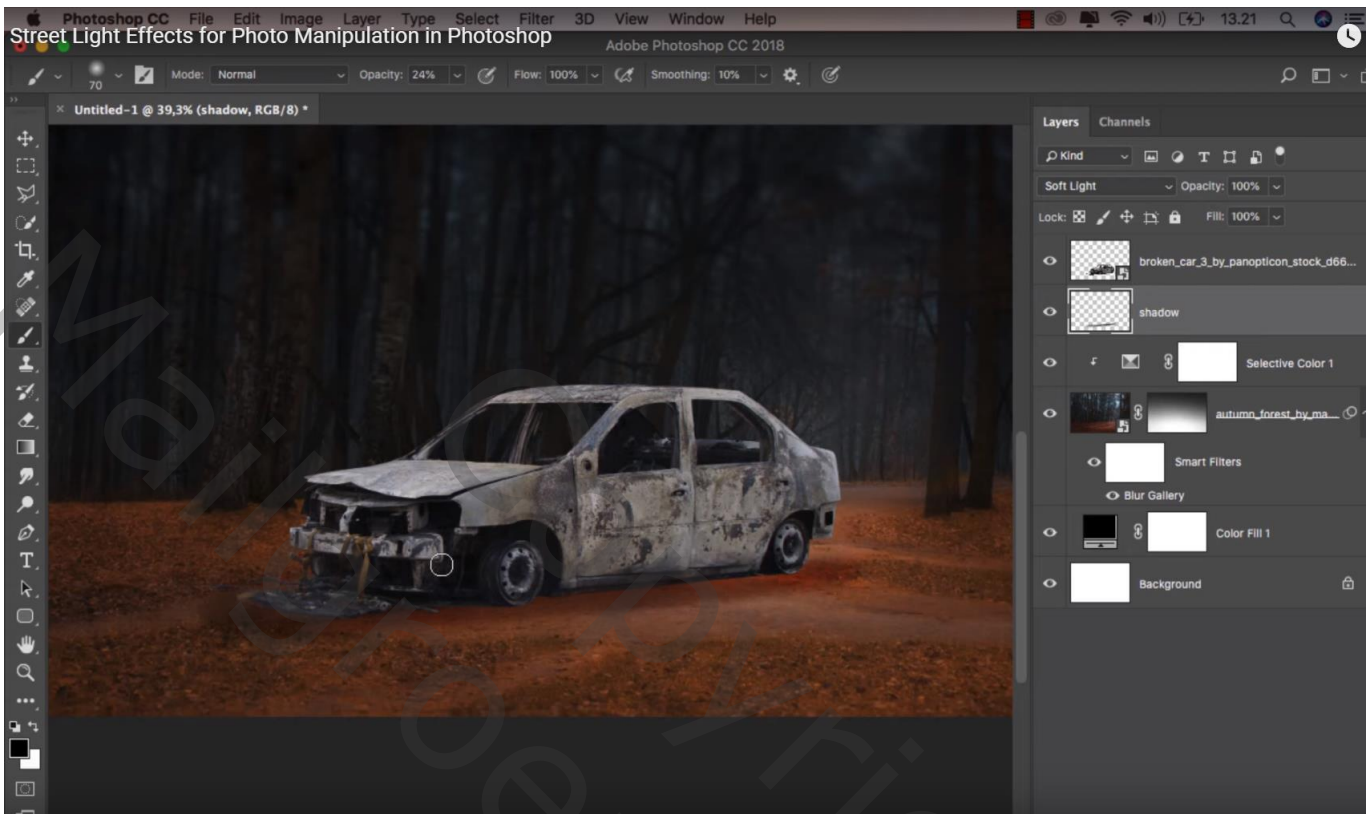 Photoshop CC File Edit Image Layer Type Select Filter 3D View Window Help 13.21
Street Light Effects for Photo Manipulation in Photoshop
Adobe Photoshop CC 2018
70 Mode: Normal Opacity: 24% Flow: 100% Smoothing: 10%
Untitled-1 @ 39,3% (shadow, RGB/8) *
Layers Channels
Kind
Soft Light Opacity: 100%
Lock: Fill: 100%
broken_car_3_by_panopticon_stock_d66...
shadow
Selective Color 1
autumn_forest_by_ma...
Smart Filters
Blur Gallery
Color Fill 1
Background